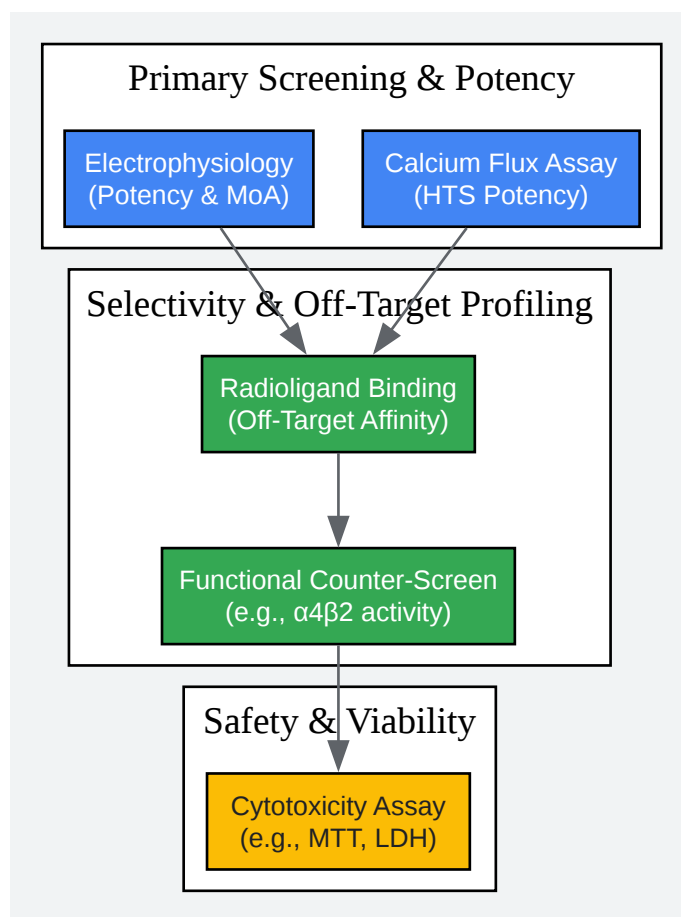 Primary Screening & Potency
Electrophysiology
(Potency & MoA)
Calcium Flux Assay
(HTS Potency)
Selectivity & Off-Target Profiling
Radioligand Binding
(Off-Target Affinity)
Functional Counter-Screen
(e.g., α4β2 activity)
Safety & Viability
Cytotoxicity Assay
(e.g., MTT, LDH)